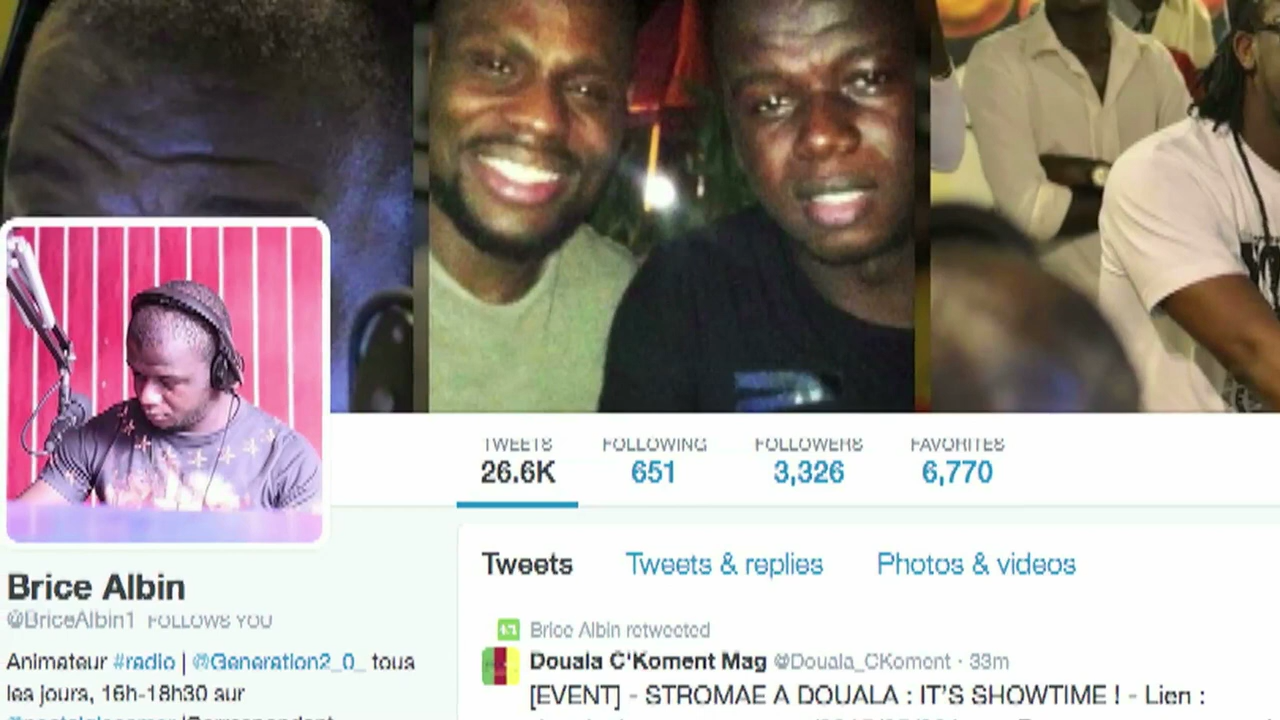 TWEETS FOLLOWING FOLLOWERS FAVORITES
26.6K 651 3,326 6,770
Tweets Tweets & replies Photos & videos
Brice Albin
@BriceAlbin1 FOLLOWS YOU
Animateur #radio | @Generation2_0_ tous
les jours, 16h-18h30 sur
Brice Albin retweeted
Douala C'Koment Mag @Douala_CKoment · 33m
[EVENT] - STROMAE A DOUALA : IT'S SHOWTIME ! - Lien :